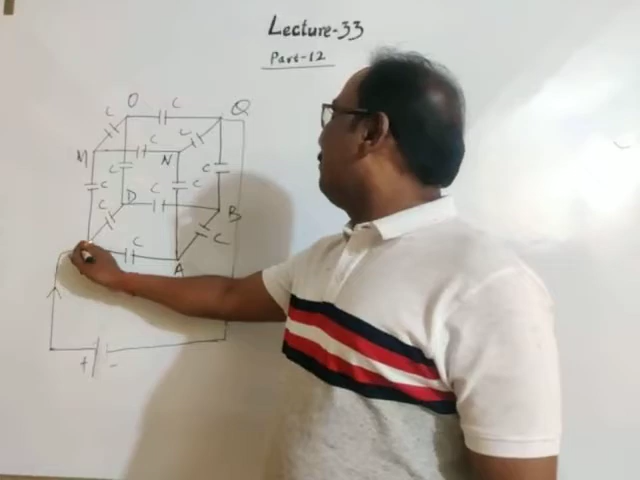 Lecture-33
Part-12
O C Q
C
M C N C
C C
C C C
D C B
C
C C
A
+ -